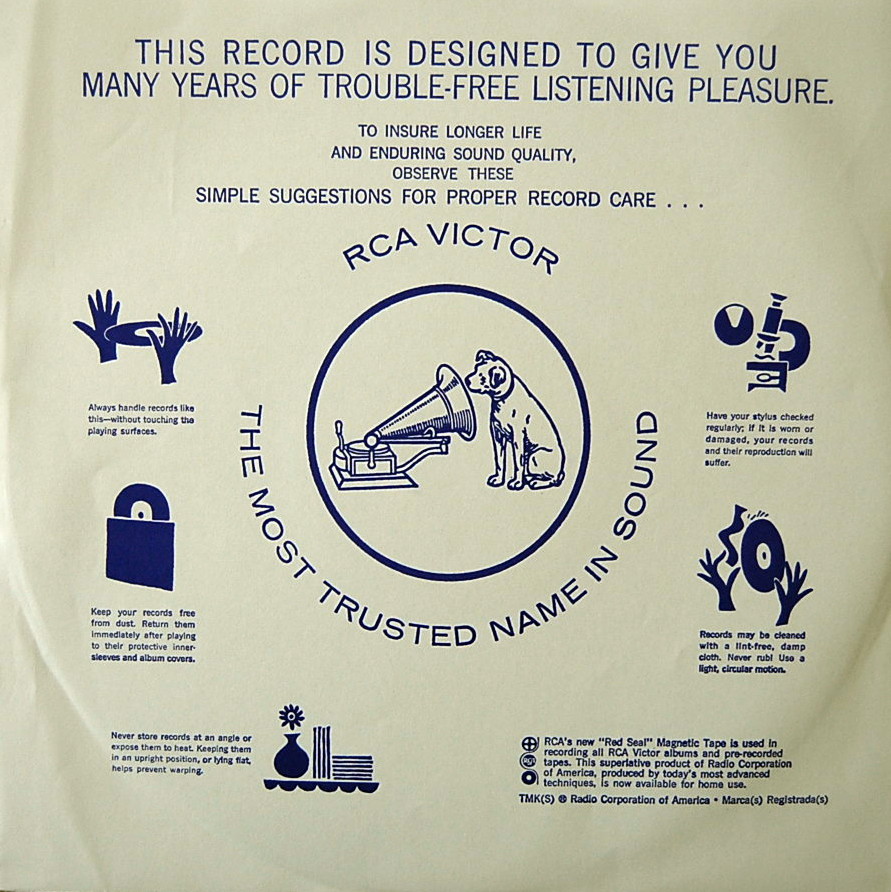 THIS RECORD IS DESIGNED TO GIVE YOU
MANY YEARS OF TROUBLE-FREE LISTENING PLEASURE.
TO INSURE LONGER LIFE
AND ENDURING SOUND QUALITY,
OBSERVE THESE
SIMPLE SUGGESTIONS FOR PROPER RECORD CARE . . .
RCA VICTOR
THE MOST TRUSTED NAME IN SOUND
Always handle records like
this—without touching the
playing surfaces.
Have your stylus checked
regularly; if it is worn or
damaged, your records
and their reproduction will
suffer.
Keep your records free
from dust. Return them
immediately after playing
to their protective inner-
sleeves and album covers.
Records may be cleaned
with a lint-free, damp
cloth. Never rub! Use a
light, circular motion.
Never store records at an angle or
expose them to heat. Keeping them
in an upright position, or lying flat,
helps prevent warping.
RCA's new "Red Seal" Magnetic Tape is used in
recording all RCA Victor albums and pre-recorded
tapes. This superlative product of Radio Corporation
of America, produced by today's most advanced
techniques, is now available for home use.
TMK(S) ® Radio Corporation of America • Marca(s) Registrada(s)